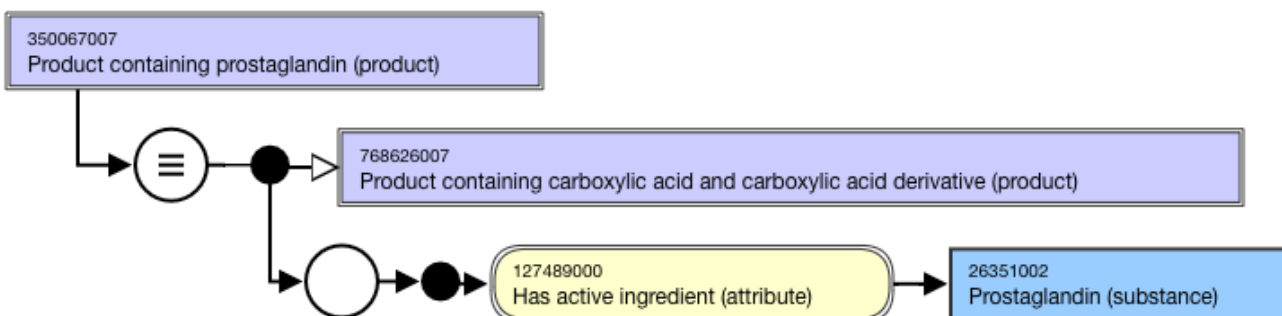 350067007
Product containing prostaglandin (product)
768626007
Product containing carboxylic acid and carboxylic acid derivative (product)
127489000
Has active ingredient (attribute)
26351002
Prostaglandin (substance)